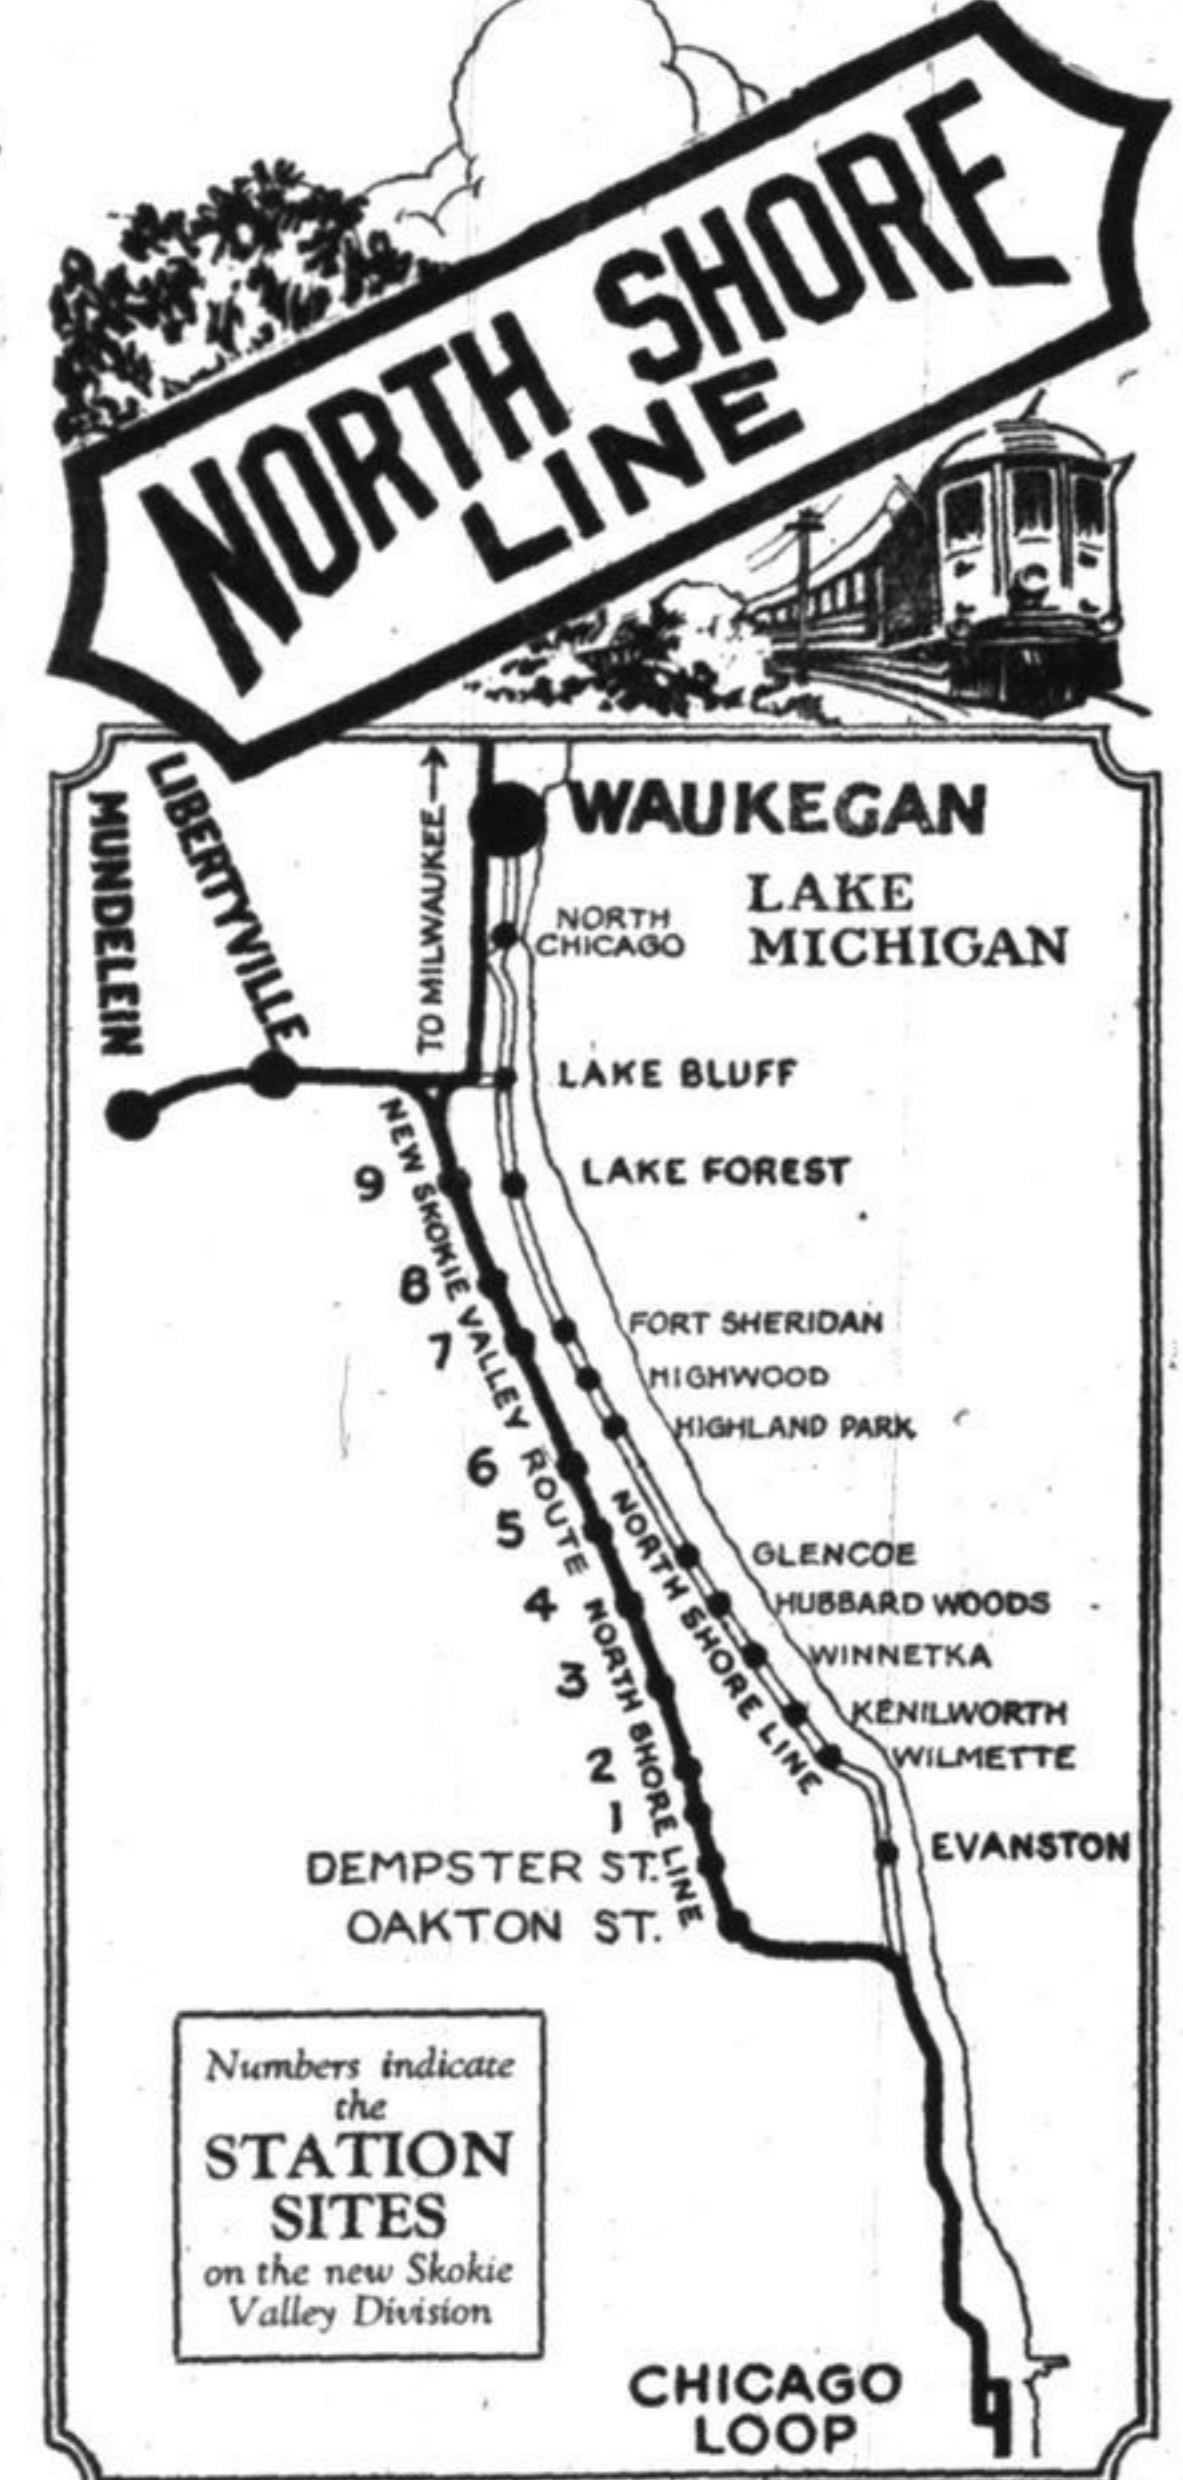 NORTH SHORE
LINE
MUNDELEIN
LIBERTYVILLE
TO MILWAUKEE
WAUKEGAN
LAKE
MICHIGAN
NORTH
CHICAGO
LAKE BLUFF
LAKE FOREST
NEW SKOKIE VALLEY ROUTE NORTH SHORE LINE
9
8
7
6
5
4
3
2
1
FORT SHERIDAN
HIGHWOOD
HIGHLAND PARK
NORTH SHORE LINE
GLENCOE
HUBBARD WOODS
WINNETKA
KENILWORTH
WILMETTE
EVANSTON
DEMPSTER ST.
OAKTON ST.
Numbers indicate
the
STATION
SITES
on the new Skokie
Valley Division
CHICAGO
LOOP